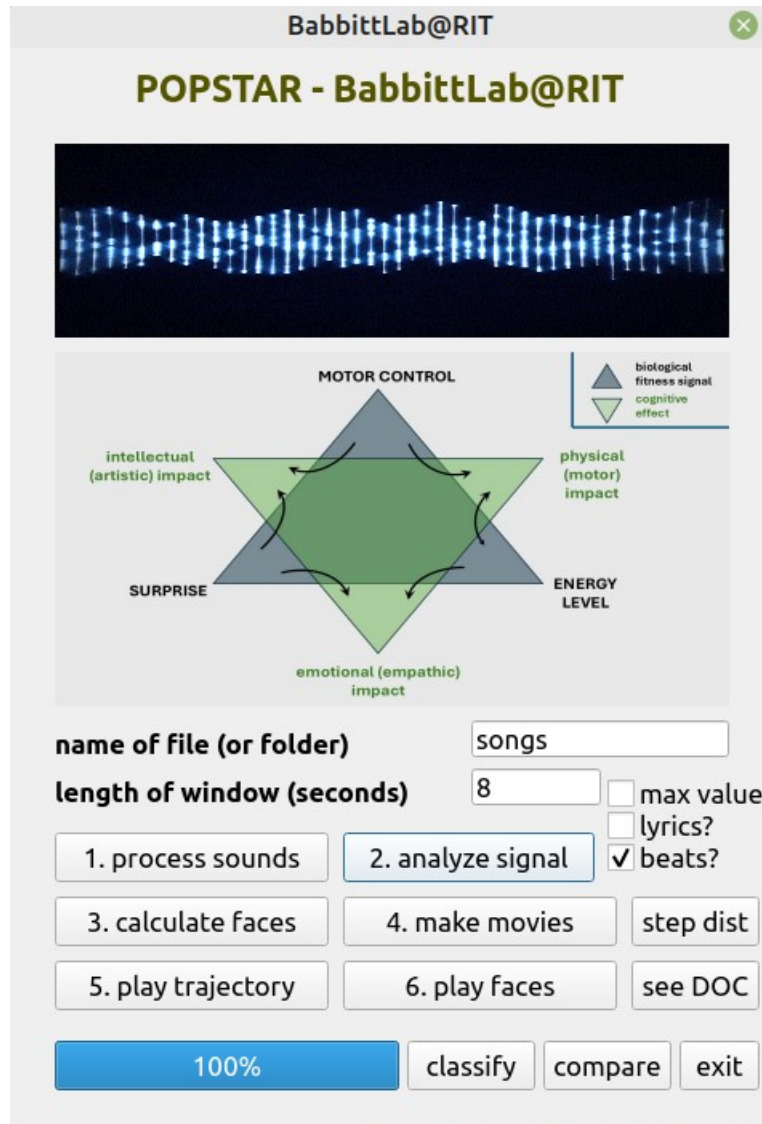 BabbittLab@RIT
POPSTAR - BabbittLab@RIT
MOTOR CONTROL
biological
fitness signal
cognitive
effect
intellectual
(artistic) impact
physical
(motor)
impact
SURPRISE
ENERGY
LEVEL
emotional (empathic)
impact
name of file (or folder)
songs
length of window (seconds)
8
max value
lyrics?
beats?
1. process sounds
2. analyze signal
3. calculate faces
4. make movies
step dist
5. play trajectory
6. play faces
see DOC
100%
classify
compare
exit